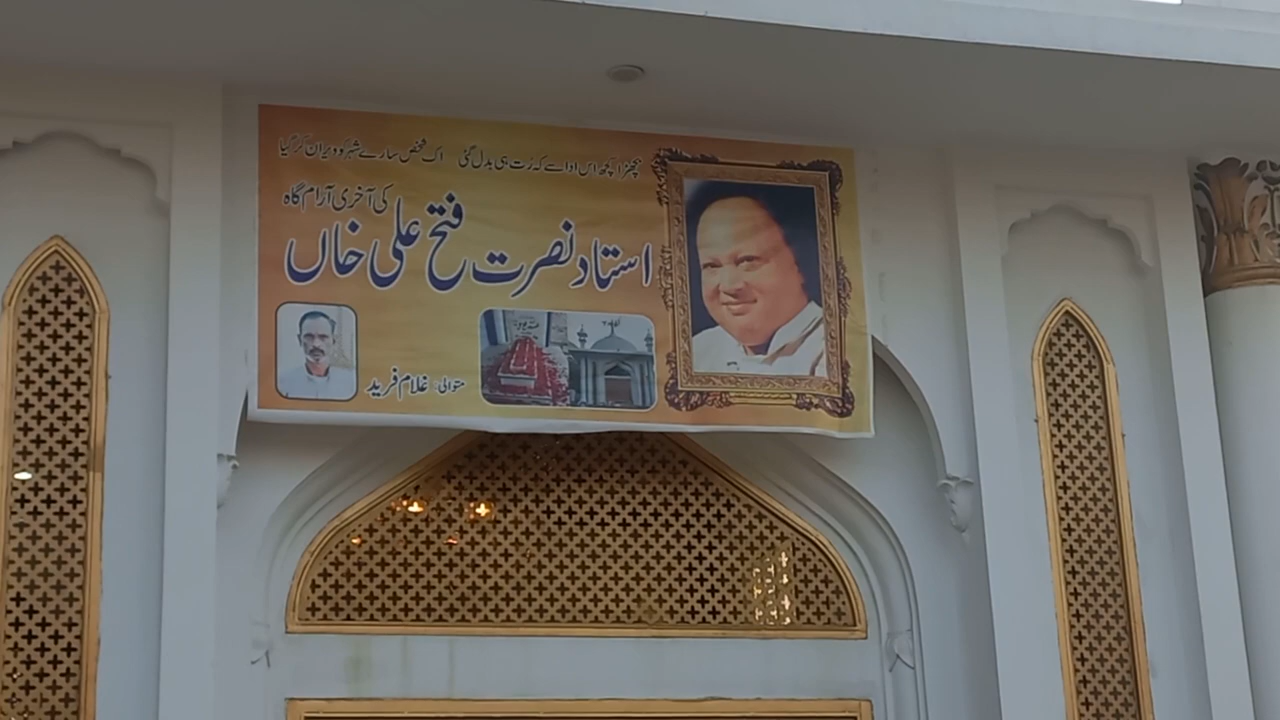 بچھڑا کچھ اس ادا سے کہ رُت ہی بدل گئی اک شخص سارے شہر کو ویران کر گیا
کی آخری آرام گاہ
استاد نصرت فتح علی خاں
متولی: غلام فرید